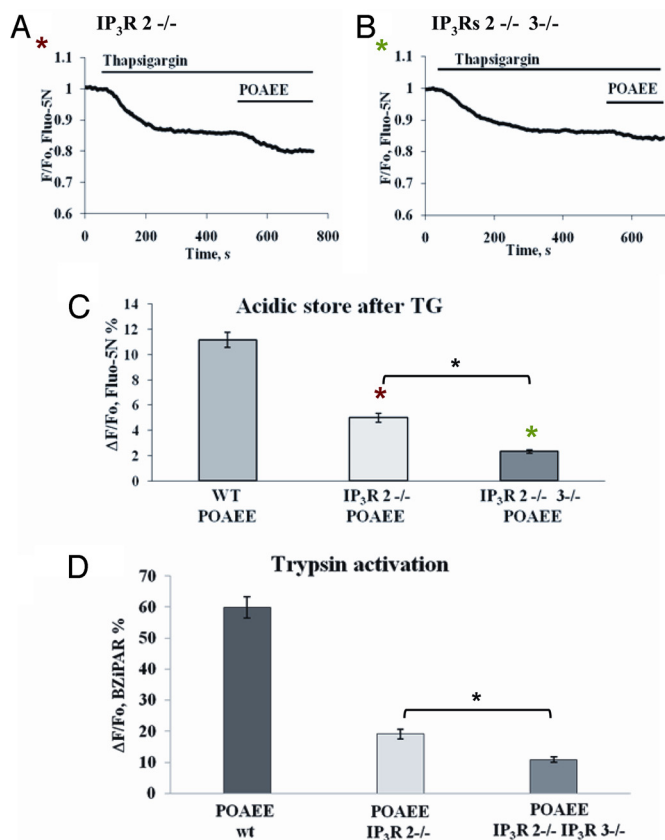 A
IP₃R 2 -/-
*
1.1
1
0.9
0.8
0.7
0.6
F/Fo, Fluo-5N
Thapsigargin
POAEE
0 200 400 600 800
Time, s
B
IP₃Rs 2 -/- 3-/-
*
1.1
1
0.9
0.8
0.7
0.6
F/Fo, Fluo-5N
Thapsigargin
POAEE
0 200 400 600
Time, s
C
Acidic store after TG
14
12
10
8
6
4
2
0
ΔF/Fo, Fluo-5N %
*
*
*
WT
POAEE
IP₃R 2 -/-
POAEE
IP₃R 2 -/- 3-/-
POAEE
D
Trypsin activation
70
60
50
40
30
20
10
0
ΔF/Fo, BZiPAR %
*
POAEE
wt
POAEE
IP₃R 2-/-
POAEE
IP₃R 2-/- IP₃R 3-/-